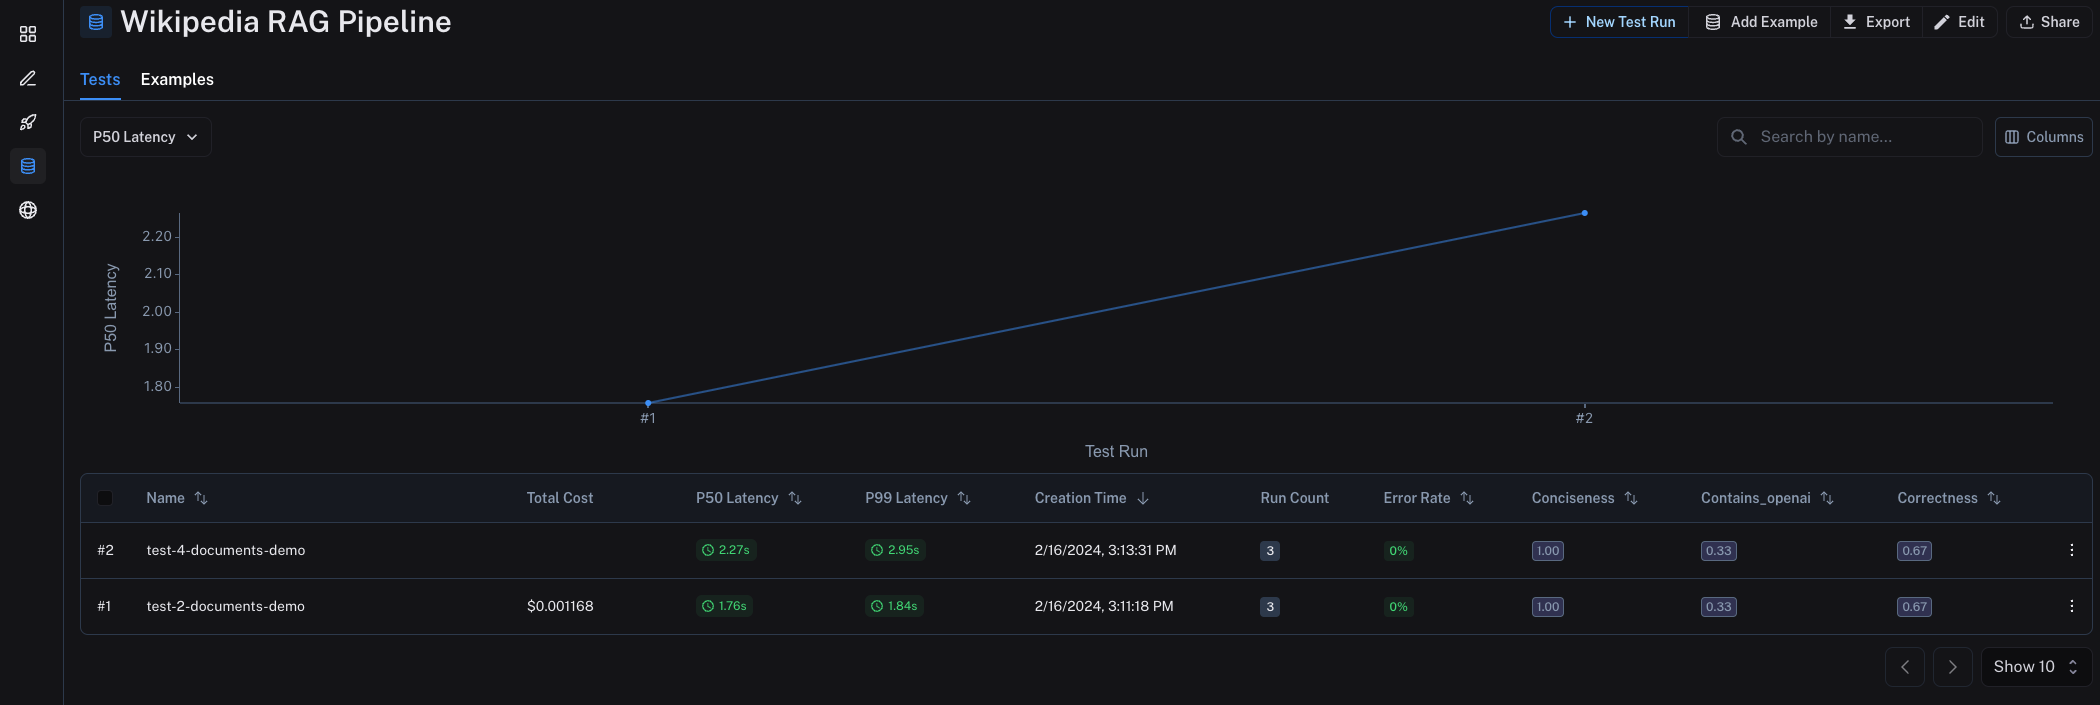 Wikipedia RAG Pipeline
New Test Run Add Example Export Edit Share
Tests Examples
P50 Latency
Search by name...
Columns
P50 Latency
2.20
2.10
2.00
1.90
1.80
#1 #2
Test Run
Name Total Cost P50 Latency P99 Latency Creation Time Run Count Error Rate Conciseness Contains_openai Correctness
#2 test-4-documents-demo 2.27s 2.95s 2/16/2024, 3:13:31 PM 3 0% 1.00 0.33 0.67
#1 test-2-documents-demo $0.001168 1.76s 1.84s 2/16/2024, 3:11:18 PM 3 0% 1.00 0.33 0.67
Show 10